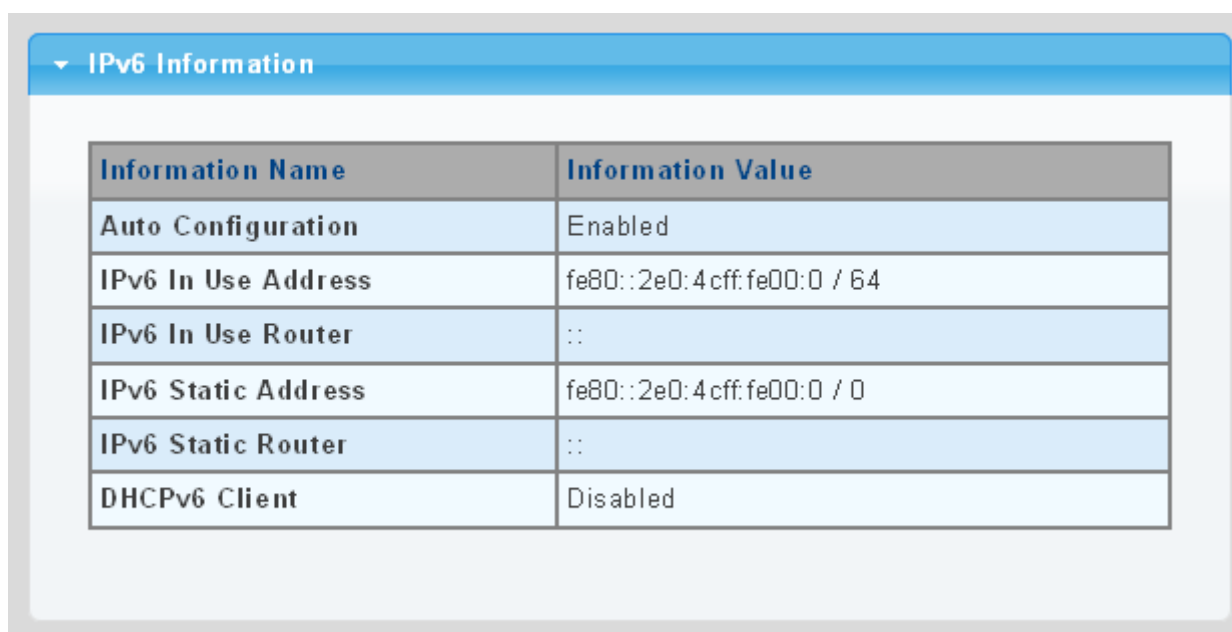 IPv6 Information
Information Name Information Value
Auto Configuration Enabled
IPv6 In Use Address fe80::2e0:4cff:fe00:0 / 64
IPv6 In Use Router ::
IPv6 Static Address fe80::2e0:4cff:fe00:0 / 0
IPv6 Static Router ::
DHCPv6 Client Disabled